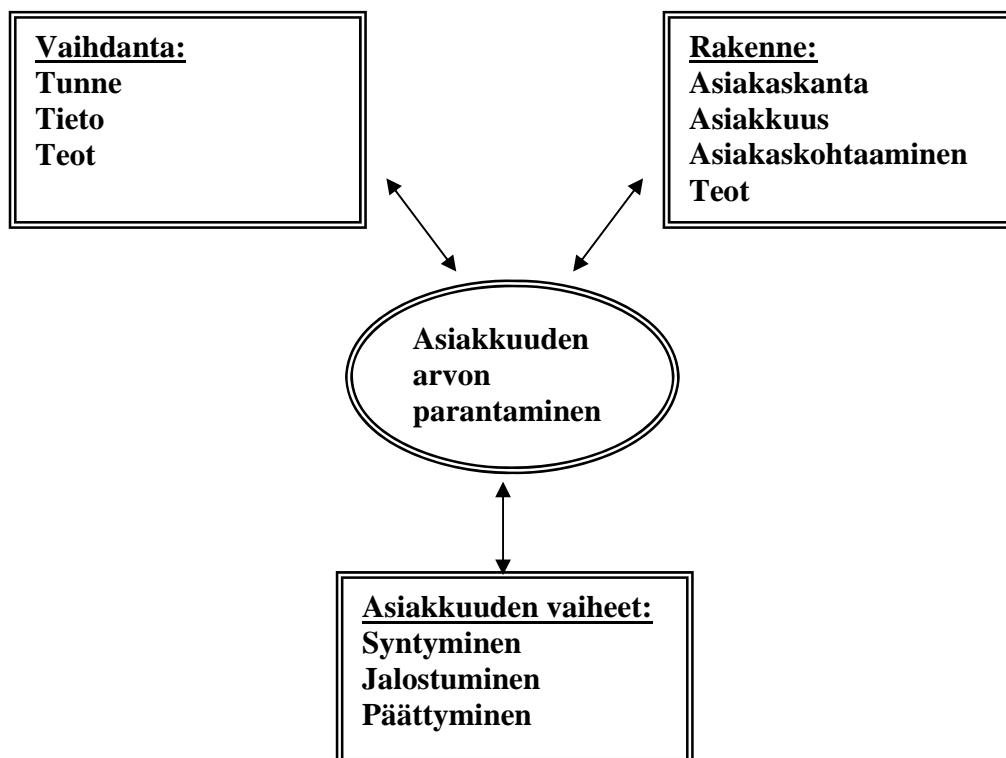 Vaihdanta:
Tunne
Tieto
Teot
Rakenne:
Asiakaskanta
Asiakkuus
Asiakaskohtaaminen
Teot
Asiakkuuden
arvon
parantaminen
Asiakkuuden vaiheet:
Syntyminen
Jalostuminen
Päättyminen